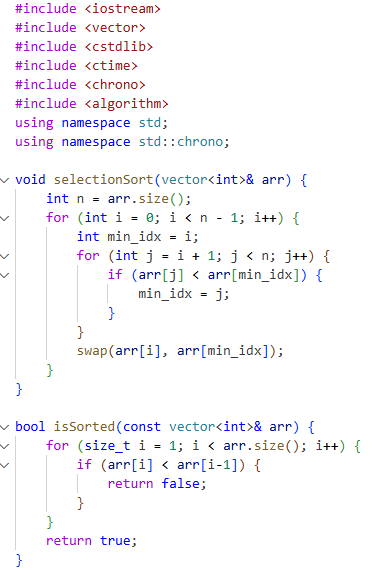 #include <iostream>
#include <vector>
#include <cstdlib>
#include <ctime>
#include <chrono>
#include <algorithm>
using namespace std;
using namespace std::chrono;

void selectionSort(vector<int>& arr) {
    int n = arr.size();
    for (int i = 0; i < n - 1; i++) {
        int min_idx = i;
        for (int j = i + 1; j < n; j++) {
            if (arr[j] < arr[min_idx]) {
                min_idx = j;
            }
        }
        swap(arr[i], arr[min_idx]);
    }
}

bool isSorted(const vector<int>& arr) {
    for (size_t i = 1; i < arr.size(); i++) {
        if (arr[i] < arr[i-1]) {
            return false;
        }
    }
    return true;
}